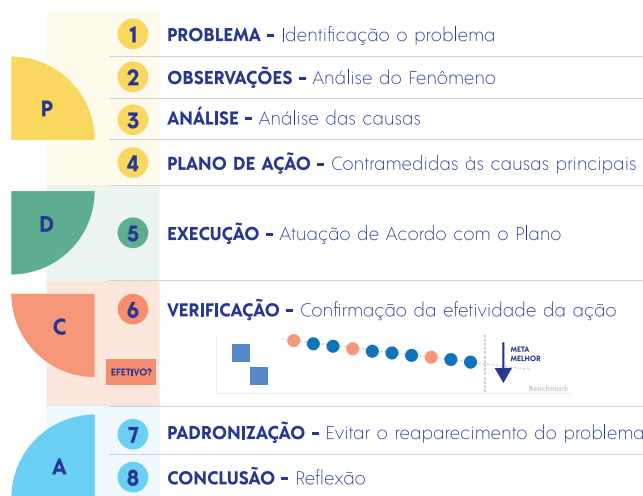 1 PROBLEMA - Identificação o problema
2 OBSERVAÇÕES - Análise do Fenômeno
P
3 ANÁLISE - Análise das causas
4 PLANO DE AÇÃO - Contramedidas às causas principais
D
5 EXECUÇÃO - Atuação de Acordo com o Plano
6 VERIFICAÇÃO - Confirmação da efetividade da ação
C
META
MELHOR
EFETIVO?
Benchmark
7 PADRONIZAÇÃO - Evitar o reaparecimento do problema
A
8 CONCLUSÃO - Reflexão